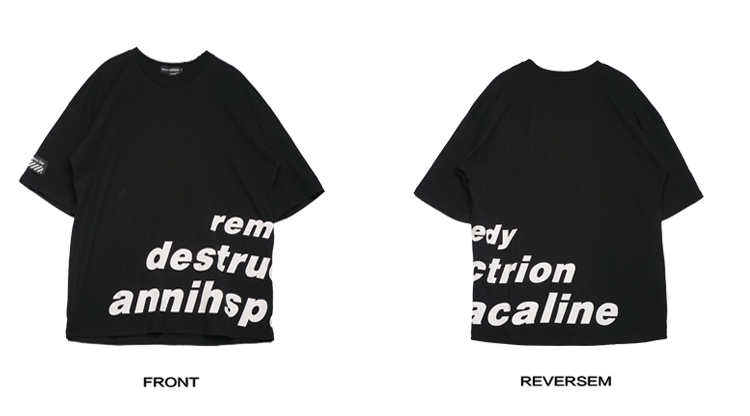 rem
destruc
annihsp
edy
ctrion
acaline
FRONT
REVERSEM